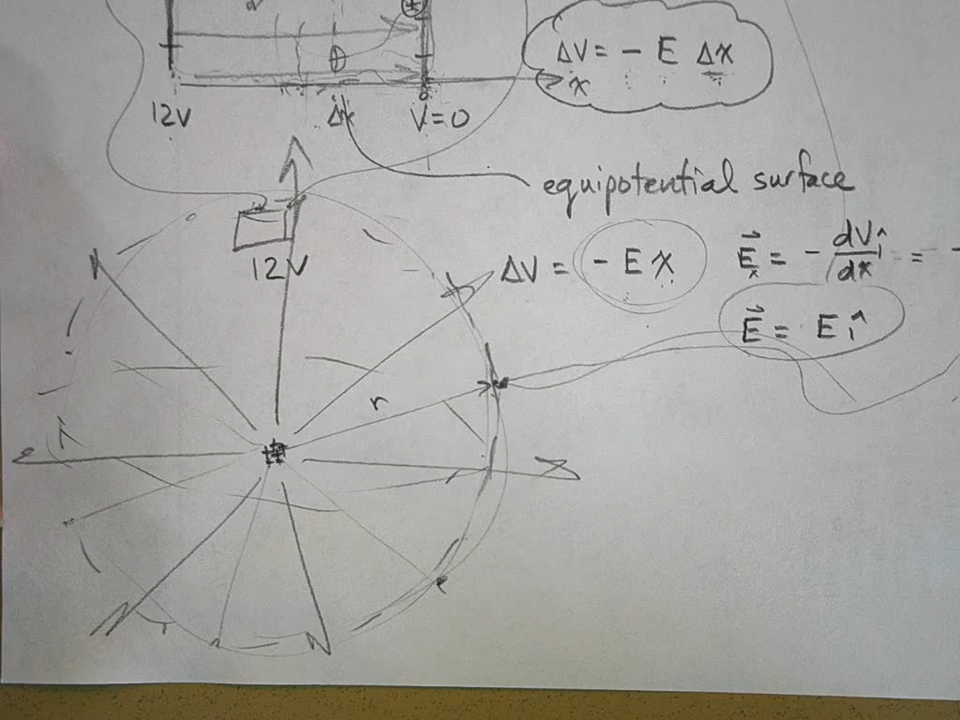 ΔV = - E Δx
x
12V Δx V=0
equipotential surface
12V
ΔV = - E x
E⃗ₓ = - dV/dx î = -
E⃗ = E î
r